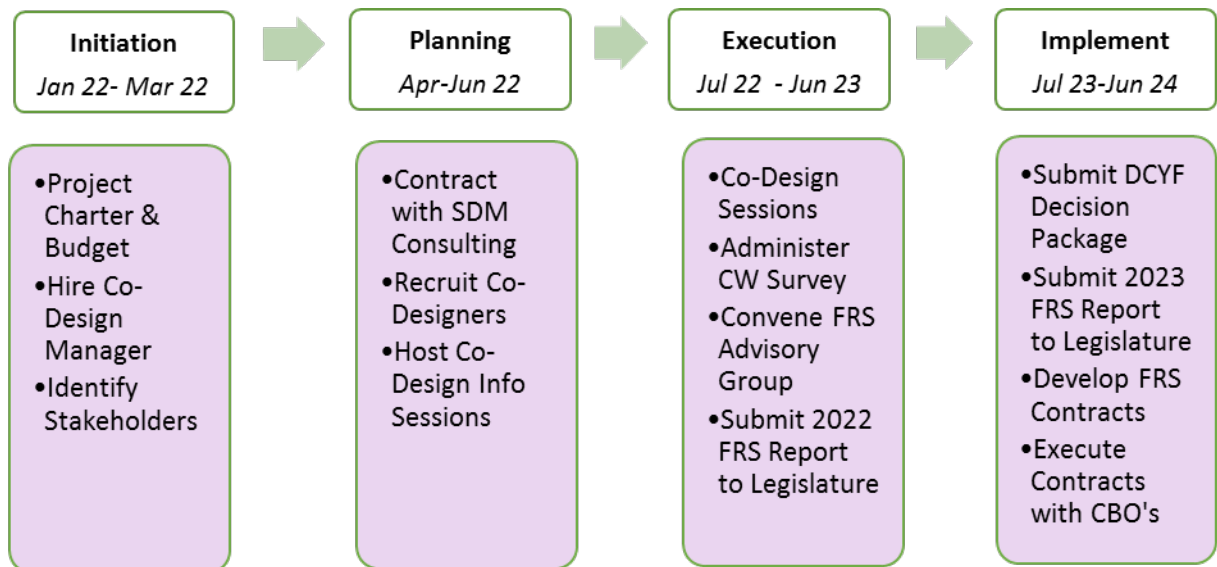 Initiation
Jan 22- Mar 22
Planning
Apr-Jun 22
Execution
Jul 22 - Jun 23
Implement
Jul 23-Jun 24
•Project
Charter &
Budget
•Hire Co-
Design
Manager
•Identify
Stakeholders
•Contract
with SDM
Consulting
•Recruit Co-
Designers
•Host Co-
Design Info
Sessions
•Co-Design
Sessions
•Administer
CW Survey
•Convene FRS
Advisory
Group
•Submit 2022
FRS Report
to Legislature
•Submit DCYF
Decision
Package
•Submit 2023
FRS Report
to Legislature
•Develop FRS
Contracts
•Execute
Contracts
with CBO's